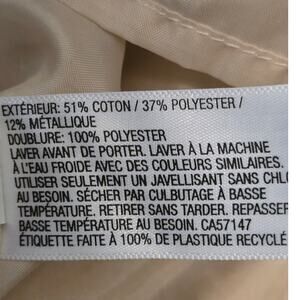 EXTÉRIEUR: 51% COTON / 37% POLYESTER /
12% MÉTALLIQUE
DOUBLURE: 100% POLYESTER
LAVER AVANT DE PORTER. LAVER À LA MACHINE
À L'EAU FROIDE AVEC DES COULEURS SIMILAIRES.
UTILISER SEULEMENT UN JAVELLISANT SANS CHLO
AU BESOIN. SÉCHER PAR CULBUTAGE À BASSE
TEMPÉRATURE. RETIRER SANS TARDER. REPASSER
BASSE TEMPÉRATURE AU BESOIN. CA57147
ÉTIQUETTE FAITE À 100% DE PLASTIQUE RECYCLÉ